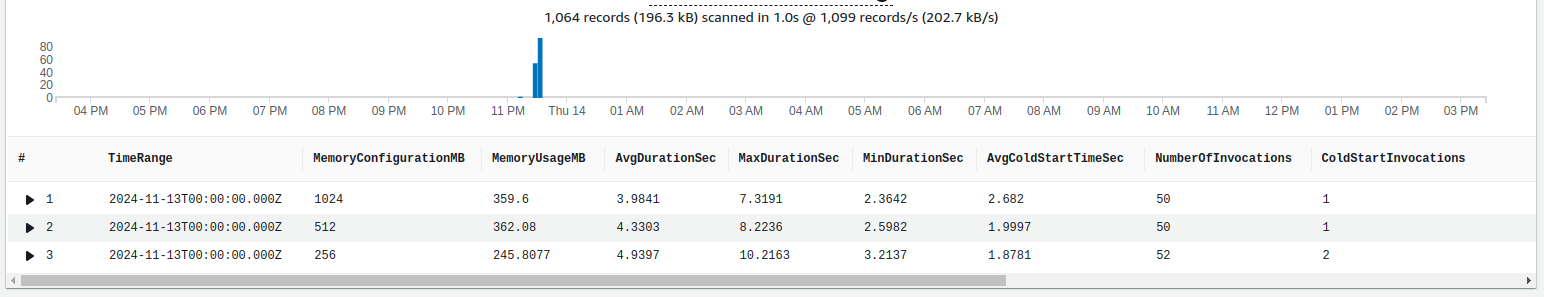 1,064 records (196.3 kB) scanned in 1.0s @ 1,099 records/s (202.7 kB/s)
80
60
40
20
0
04 PM 05 PM 06 PM 07 PM 08 PM 09 PM 10 PM 11 PM Thu 14 01 AM 02 AM 03 AM 04 AM 05 AM 06 AM 07 AM 08 AM 09 AM 10 AM 11 AM 12 AM 01 PM 02 PM 03 PM
# TimeRange MemoryConfigurationMB MemoryUsageMB AvgDurationSec MaxDurationSec MinDurationSec AvgColdStartTimeSec NumberOfInvocations ColdStartInvocations
1 2024-11-13T00:00:00.000Z 1024 359.6 3.9841 7.3191 2.3642 2.682 50 1
2 2024-11-13T00:00:00.000Z 512 362.08 4.3303 8.2236 2.5982 1.9997 50 1
3 2024-11-13T00:00:00.000Z 256 245.8077 4.9397 10.2163 3.2137 1.8781 52 2